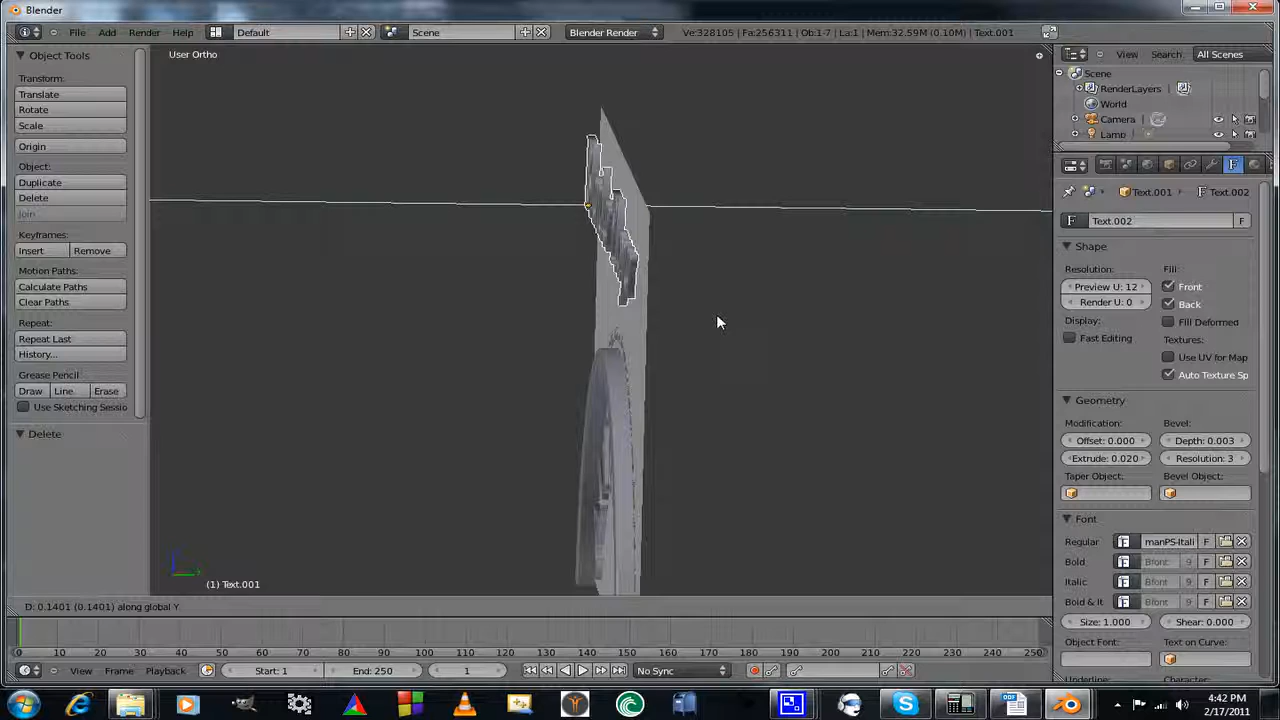 Blender
File Add Render Help Default Scene Blender Render Ve:328105 | Fa:256311 | Ob:1-7 | La:1 | Mem:32.59M (0.10M) | Text.001
Object Tools
User Ortho
View Search All Scenes
Transform:
Translate
Rotate
Scale
Origin
Object:
Duplicate
Delete
Join
Keyframes:
Insert Remove
Motion Paths:
Calculate Paths
Clear Paths
Repeat:
Repeat Last
History...
Grease Pencil:
Draw Line Erase
Use Sketching Sessio
Delete
Scene
RenderLayers
World
Camera
Lamp
Text.001 F Text.002
F Text.002 F
Shape
Resolution: Fill:
Preview U: 12 Front
Render U: 0 Back
Display: Fill Deformed
Fast Editing Textures:
Use UV for Map
Auto Texture Sp
Geometry
Modification: Bevel:
Offset: 0.000 Depth: 0.003
Extrude: 0.020 Resolution: 3
Taper Object: Bevel Object:
Font
Regular F manPS-Itali F
Bold F Bfont 9 F
Italic F Bfont 9 F
Bold & It F Bfont 9 F
Size: 1.000 Shear: 0.000
Object Font: Text on Curve:
Underline: Character:
(1) Text.001
D: 0.1401 (0.1401) along global Y
0 10 20 30 40 50 60 70 80 90 100 110 120 130 140 150 160 170 180 190 200 210 220 230 240 250
View Frame Playback Start: 1 End: 250 1 No Sync
4:42 PM
2/17/2011